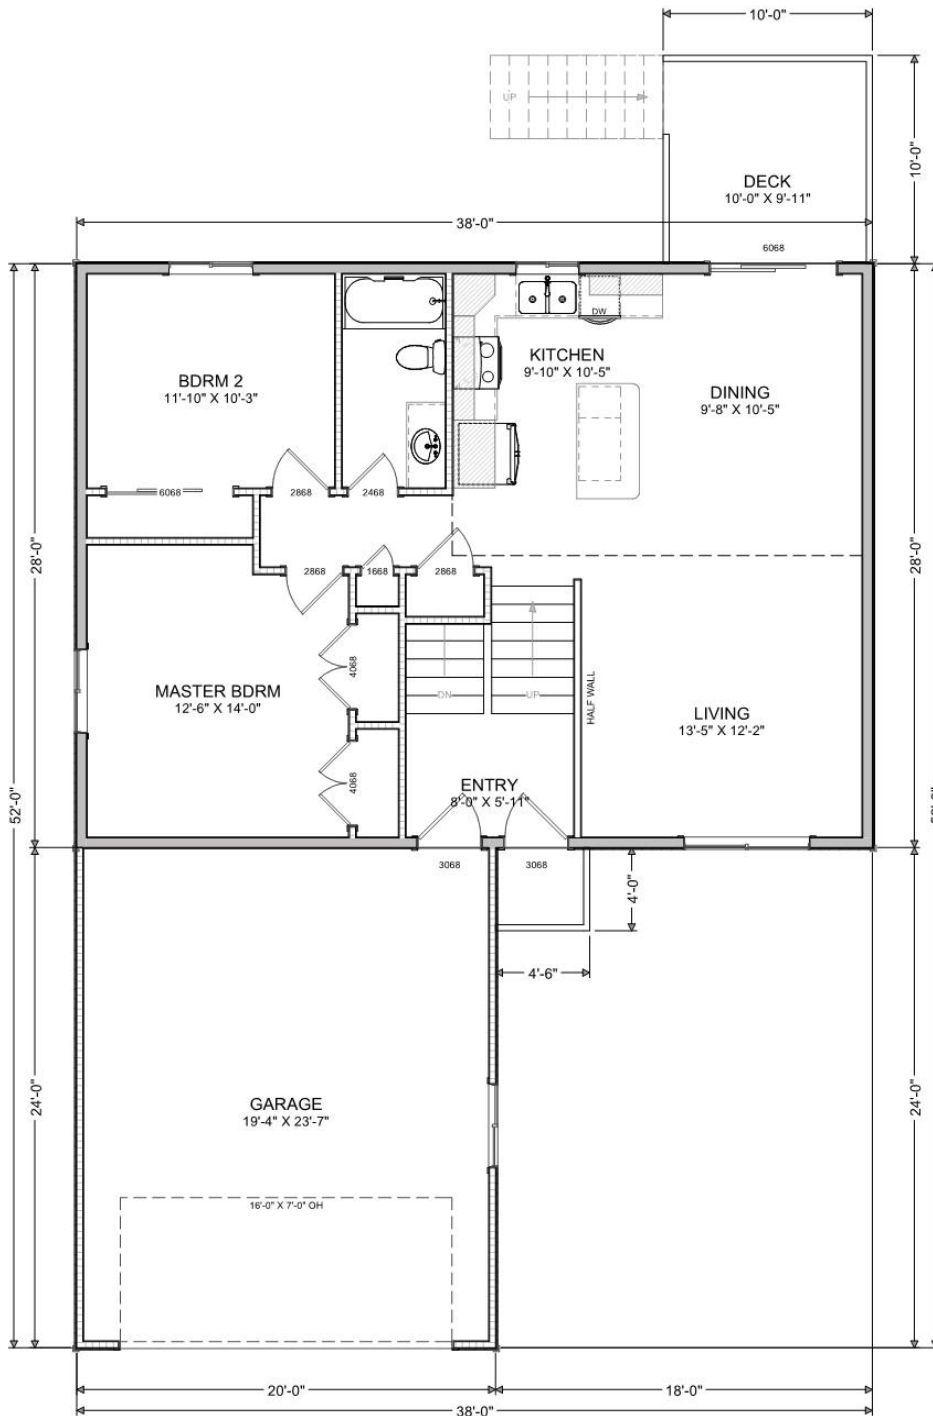 10'-0"
UP
10'-0"
DECK
10'-0" X 9'-11"
38'-0"
6068
DW
KITCHEN
9'-10" X 10'-5"
BDRM 2
11'-10" X 10'-3"
DINING
9'-8" X 10'-5"
6068
2868
2468
28'-0"
28'-0"
2868
1668
2868
4068
MASTER BDRM
12'-6" X 14'-0"
DN
UP
HALF WALL
LIVING
13'-5" X 12'-2"
4068
ENTRY
8'-0" X 5'-11"
52'-0"
3068
3068
4'-0"
4'-6"
24'-0"
24'-0"
GARAGE
19'-4" X 23'-7"
16'-0" X 7'-0" OH
20'-0"
18'-0"
38'-0"